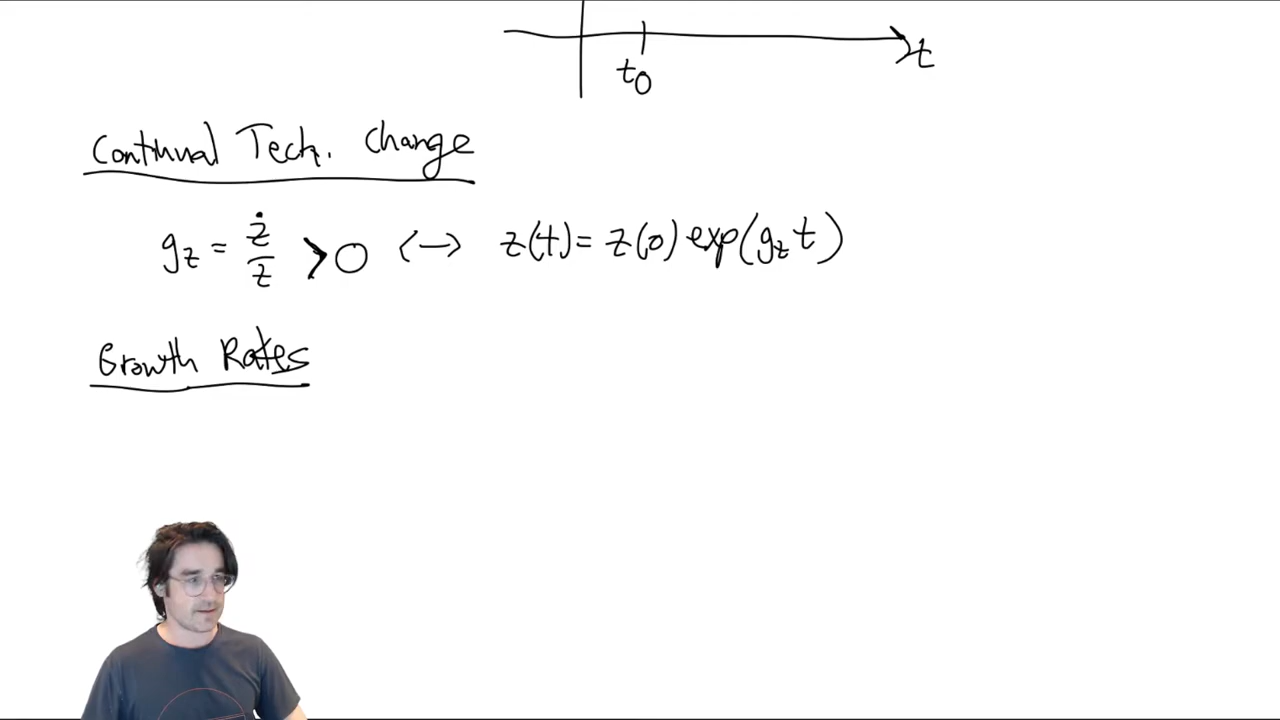 t
t₀
Continual Tech. Change
g_z = ż/z > 0 ⟷ z(t) = z(0) exp(g_z t)
Growth Rates